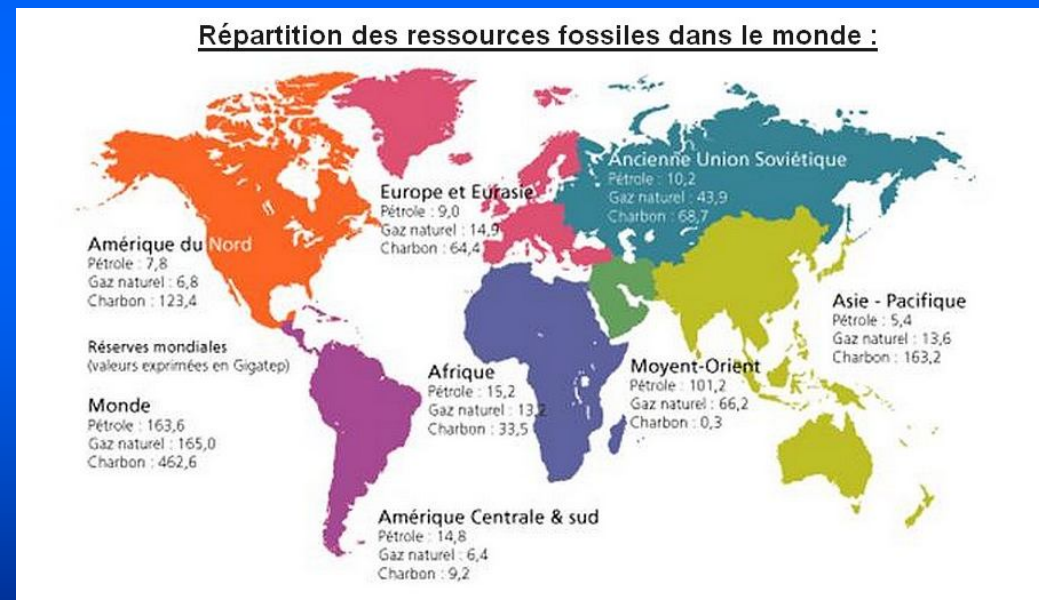 Répartition des ressources fossiles dans le monde :
Ancienne Union Soviétique
Pétrole : 10,2
Gaz naturel : 43,9
Charbon : 68,7
Europe et Eurasie
Pétrole : 9,0
Gaz naturel : 14,9
Charbon : 64,4
Amérique du Nord
Pétrole : 7,8
Gaz naturel : 6,8
Charbon : 123,4
Asie - Pacifique
Pétrole : 5,4
Gaz naturel : 13,6
Charbon : 163,2
Réserves mondiales
(valeurs exprimées en Gigatep)
Monde
Pétrole : 163,6
Gaz naturel : 165,0
Charbon : 462,6
Afrique
Pétrole : 15,2
Gaz naturel : 13,2
Charbon : 33,5
Moyent-Orient
Pétrole : 101,2
Gaz naturel : 66,2
Charbon : 0,3
Amérique Centrale & sud
Pétrole : 14,8
Gaz naturel : 6,4
Charbon : 9,2